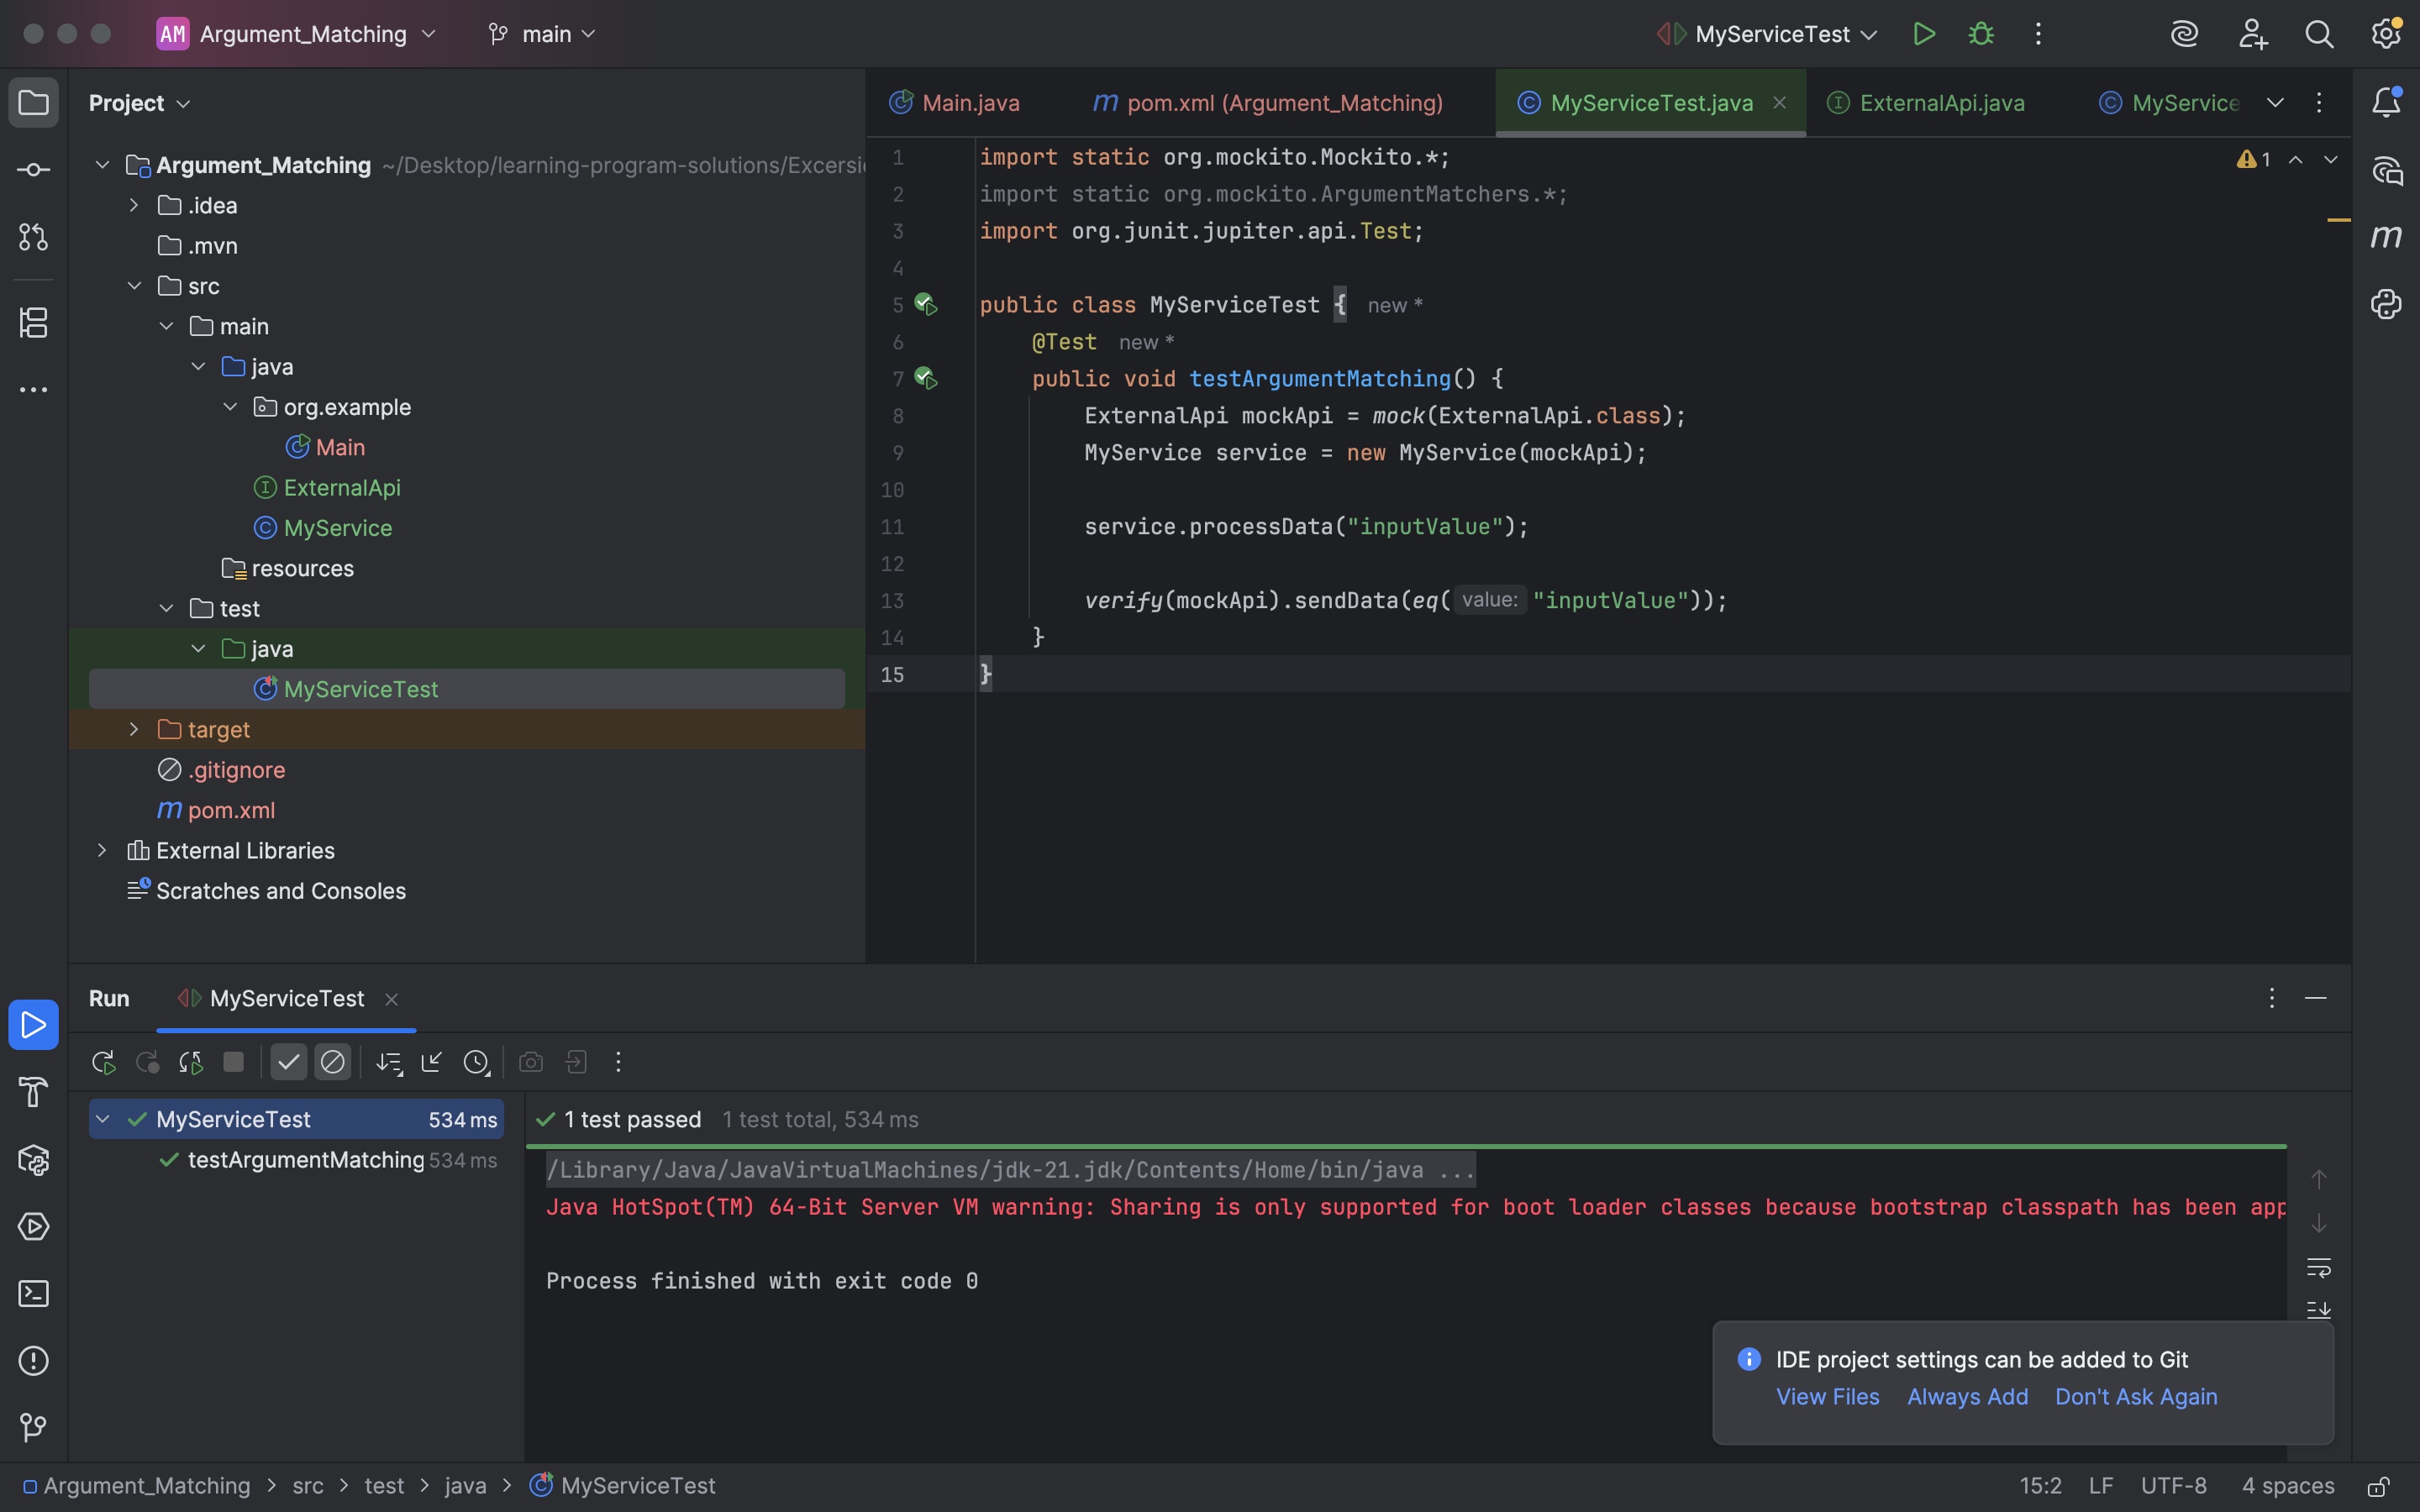 AM Argument_Matching main MyServiceTest
Project
Argument_Matching ~/Desktop/learning-program-solutions/Excersi
.idea
.mvn
src
main
java
org.example
Main
ExternalApi
MyService
resources
test
java
MyServiceTest
target
.gitignore
m pom.xml
External Libraries
Scratches and Consoles
Main.java m pom.xml (Argument_Matching) MyServiceTest.java ExternalApi.java MyService
1 import static org.mockito.Mockito.*;
2 import static org.mockito.ArgumentMatchers.*;
3 import org.junit.jupiter.api.Test;
4
5 public class MyServiceTest { new *
6 @Test new *
7 public void testArgumentMatching() {
8 ExternalApi mockApi = mock(ExternalApi.class);
9 MyService service = new MyService(mockApi);
10
11 service.processData("inputValue");
12
13 verify(mockApi).sendData(eq( value: "inputValue"));
14 }
15 }
1
m
Run MyServiceTest
MyServiceTest 534 ms
testArgumentMatching 534 ms
1 test passed 1 test total, 534 ms
/Library/Java/JavaVirtualMachines/jdk-21.jdk/Contents/Home/bin/java ...
Java HotSpot(TM) 64-Bit Server VM warning: Sharing is only supported for boot loader classes because bootstrap classpath has been app
Process finished with exit code 0
IDE project settings can be added to Git
View Files Always Add Don't Ask Again
Argument_Matching > src > test > java > MyServiceTest
15:2 LF UTF-8 4 spaces